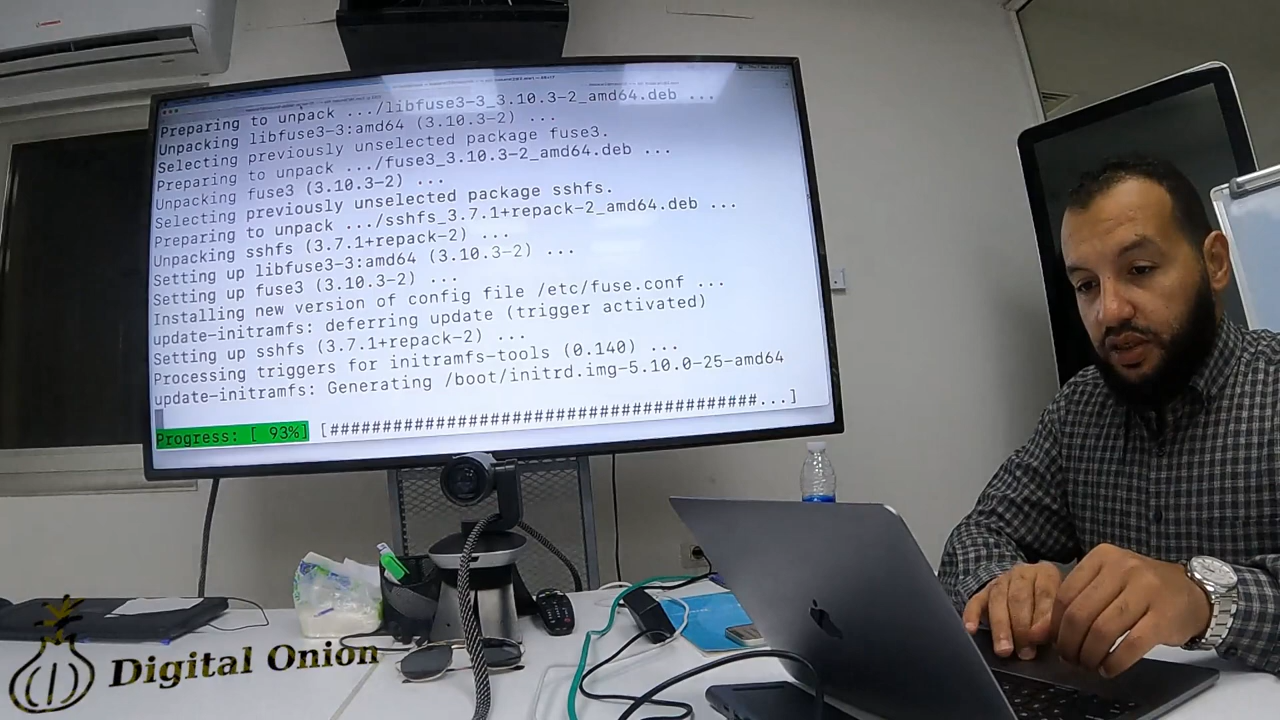 Preparing to unpack .../libfuse3-3_3.10.3-2_amd64.deb ...
Unpacking libfuse3-3:amd64 (3.10.3-2) ...
Selecting previously unselected package fuse3.
Preparing to unpack .../fuse3_3.10.3-2_amd64.deb ...
Unpacking fuse3 (3.10.3-2) ...
Selecting previously unselected package sshfs.
Preparing to unpack .../sshfs_3.7.1+repack-2_amd64.deb ...
Unpacking sshfs (3.7.1+repack-2) ...
Setting up libfuse3-3:amd64 (3.10.3-2) ...
Setting up fuse3 (3.10.3-2) ...
Installing new version of config file /etc/fuse.conf ...
update-initramfs: deferring update (trigger activated)
Setting up sshfs (3.7.1+repack-2) ...
Processing triggers for initramfs-tools (0.140) ...
update-initramfs: Generating /boot/initrd.img-5.10.0-25-amd64
Progress: [ 93%] [#####################################################...]
Digital Onion